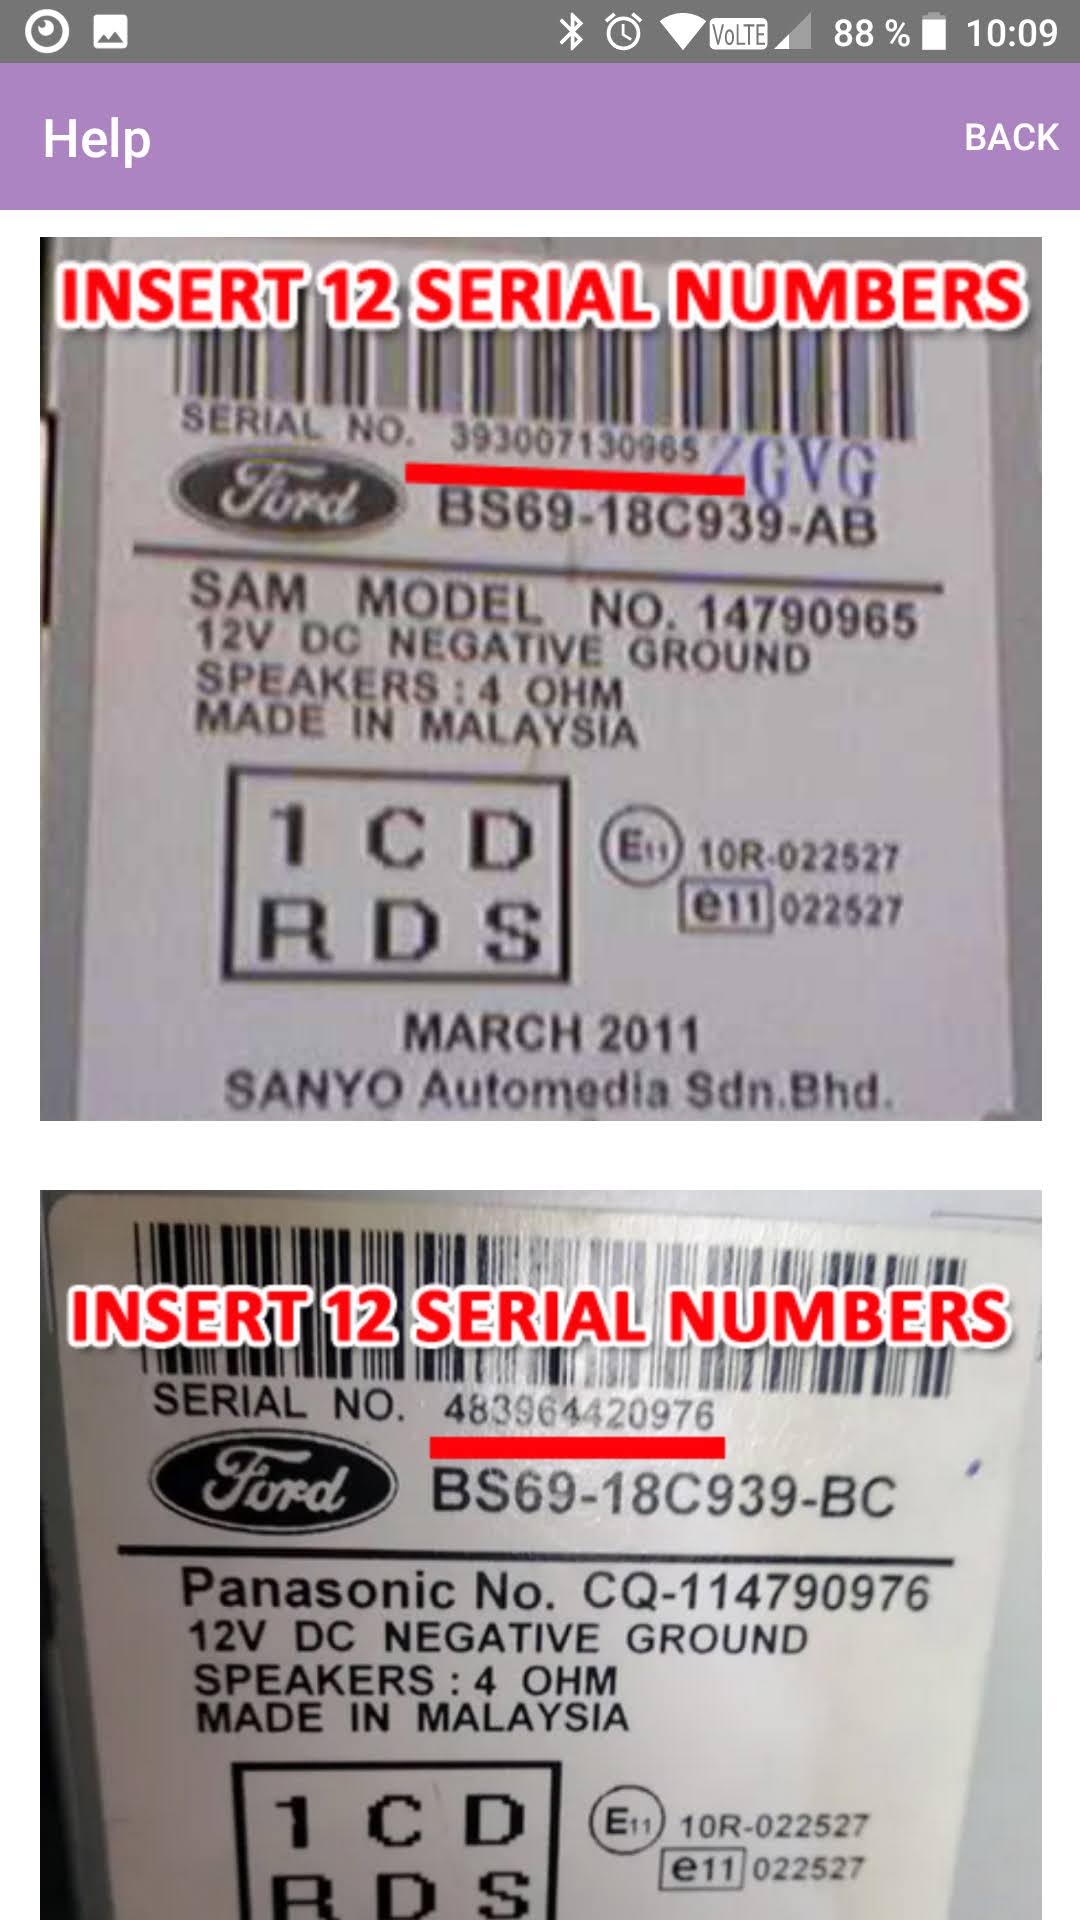 VoLTE 88 % 10:09
Help BACK
INSERT 12 SERIAL NUMBERS
SERIAL NO. 393007130965 ZGVG
Ford BS69-18C939-AB
SAM MODEL NO. 14790965
12V DC NEGATIVE GROUND
SPEAKERS : 4 OHM
MADE IN MALAYSIA
1 C D
R D S
E11 10R-022527
e11 022527
MARCH 2011
SANYO Automedia Sdn.Bhd.
INSERT 12 SERIAL NUMBERS
SERIAL NO. 483964420976
Ford BS69-18C939-BC
Panasonic No. CQ-114790976
12V DC NEGATIVE GROUND
SPEAKERS : 4 OHM
MADE IN MALAYSIA
1 C D
R D S
E11 10R-022527
e11 022527